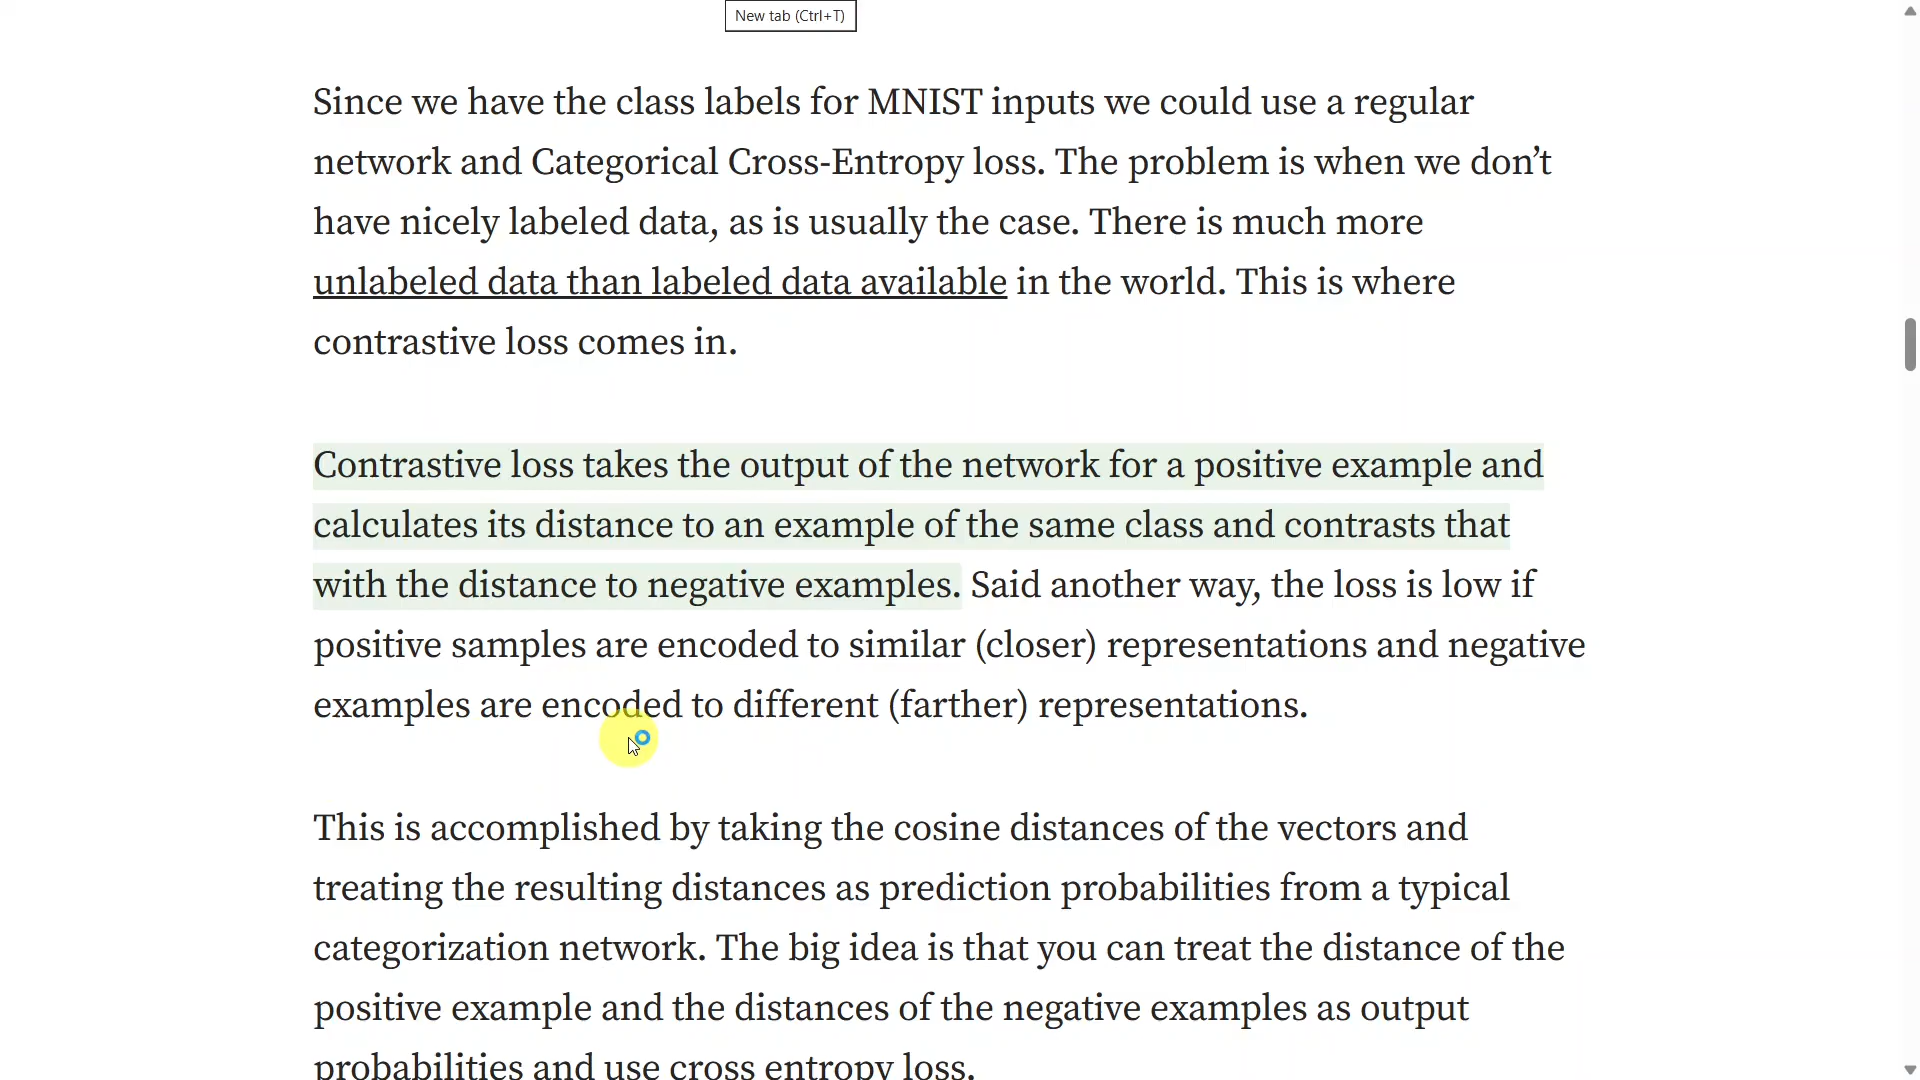 New tab (Ctrl+T)
Since we have the class labels for MNIST inputs we could use a regular
network and Categorical Cross-Entropy loss. The problem is when we don’t
have nicely labeled data, as is usually the case. There is much more
unlabeled data than labeled data available in the world. This is where
contrastive loss comes in.
Contrastive loss takes the output of the network for a positive example and
calculates its distance to an example of the same class and contrasts that
with the distance to negative examples. Said another way, the loss is low if
positive samples are encoded to similar (closer) representations and negative
examples are encoded to different (farther) representations.
This is accomplished by taking the cosine distances of the vectors and
treating the resulting distances as prediction probabilities from a typical
categorization network. The big idea is that you can treat the distance of the
positive example and the distances of the negative examples as output
probabilities and use cross entropy loss.